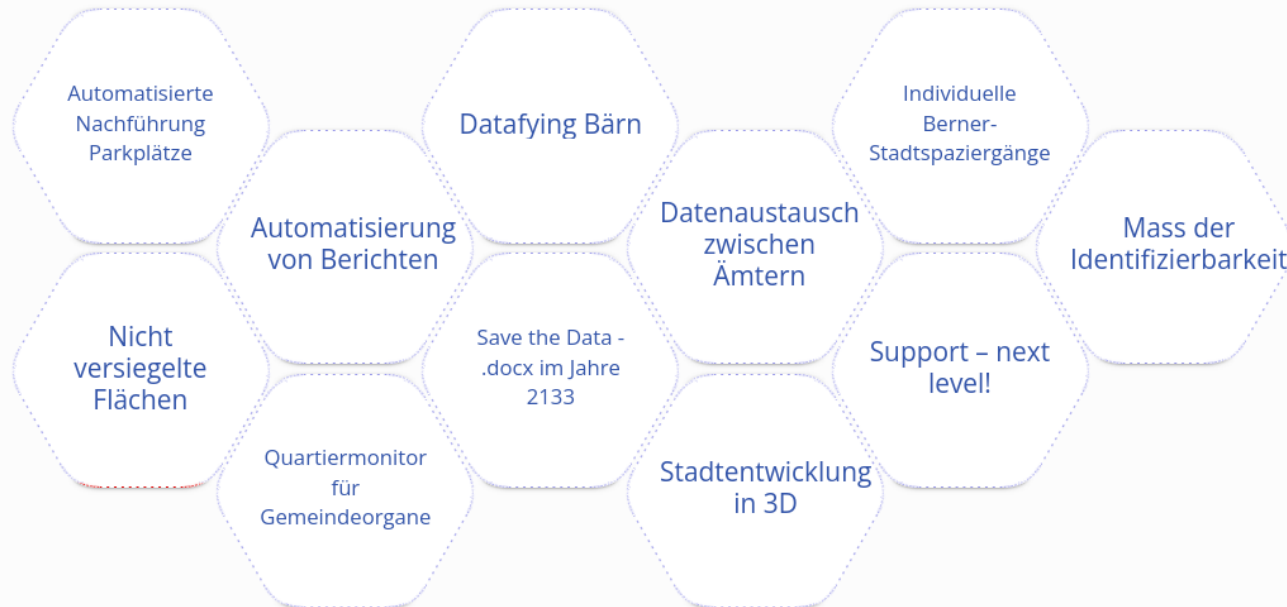 Automatisierte
Nachführung
Parkplätze
Datafying Bärn
Individuelle
Berner-
Stadtspaziergänge
Automatisierung
von Berichten
Datenaustausch
zwischen
Ämtern
Mass der
Identifizierbarkeit
Nicht
versiegelte
Flächen
Save the Data -
.docx im Jahre
2133
Support – next
level!
Quartiermonitor
für
Gemeindeorgane
Stadtentwicklung
in 3D